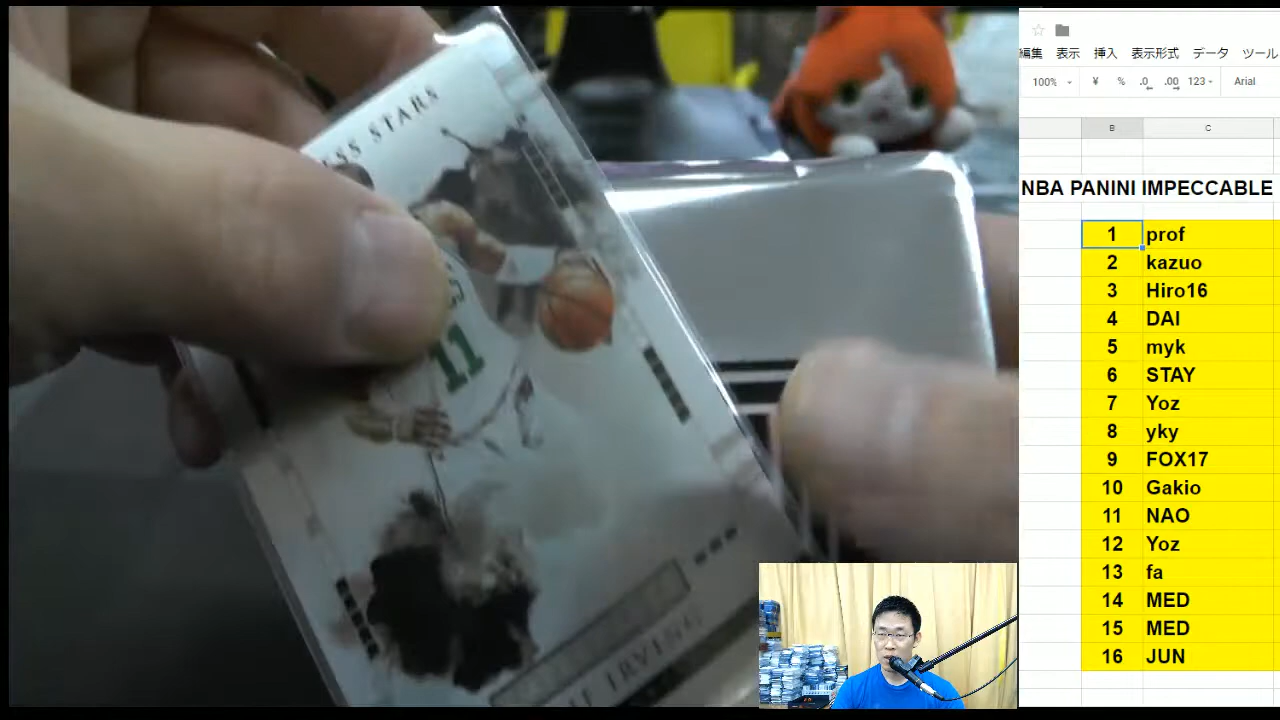 編集 表示 挿入 表示形式 データ ツール
100% ¥ % .0 .00 123 Arial
B C
NBA PANINI IMPECCABLE
1 prof
2 kazuo
3 Hiro16
4 DAI
5 myk
6 STAY
7 Yoz
8 yky
9 FOX17
10 Gakio
11 NAO
12 Yoz
13 fa
14 MED
15 MED
16 JUN
STARS
11
IRVING